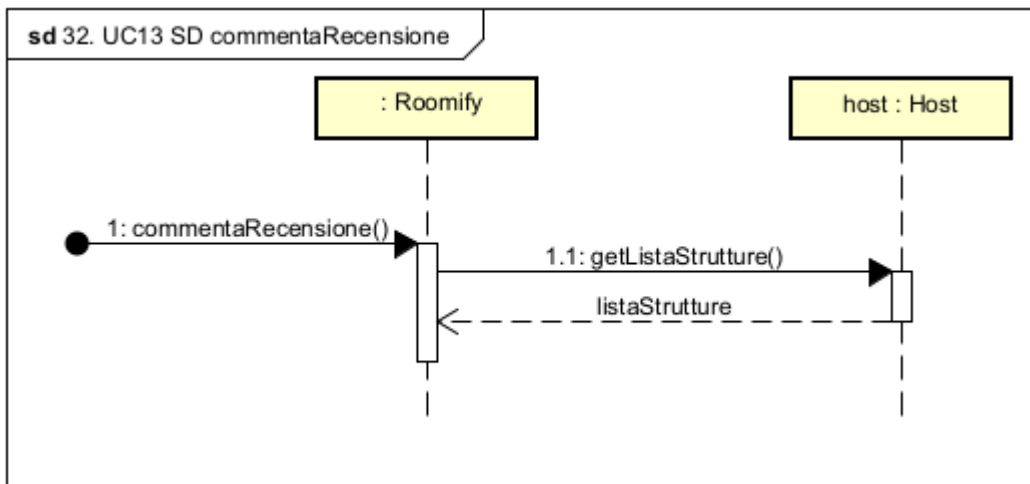 sd 32. UC13 SD commentaRecensione
: Roomify
host : Host
1: commentaRecensione()
1.1: getListaStrutture()
listaStrutture